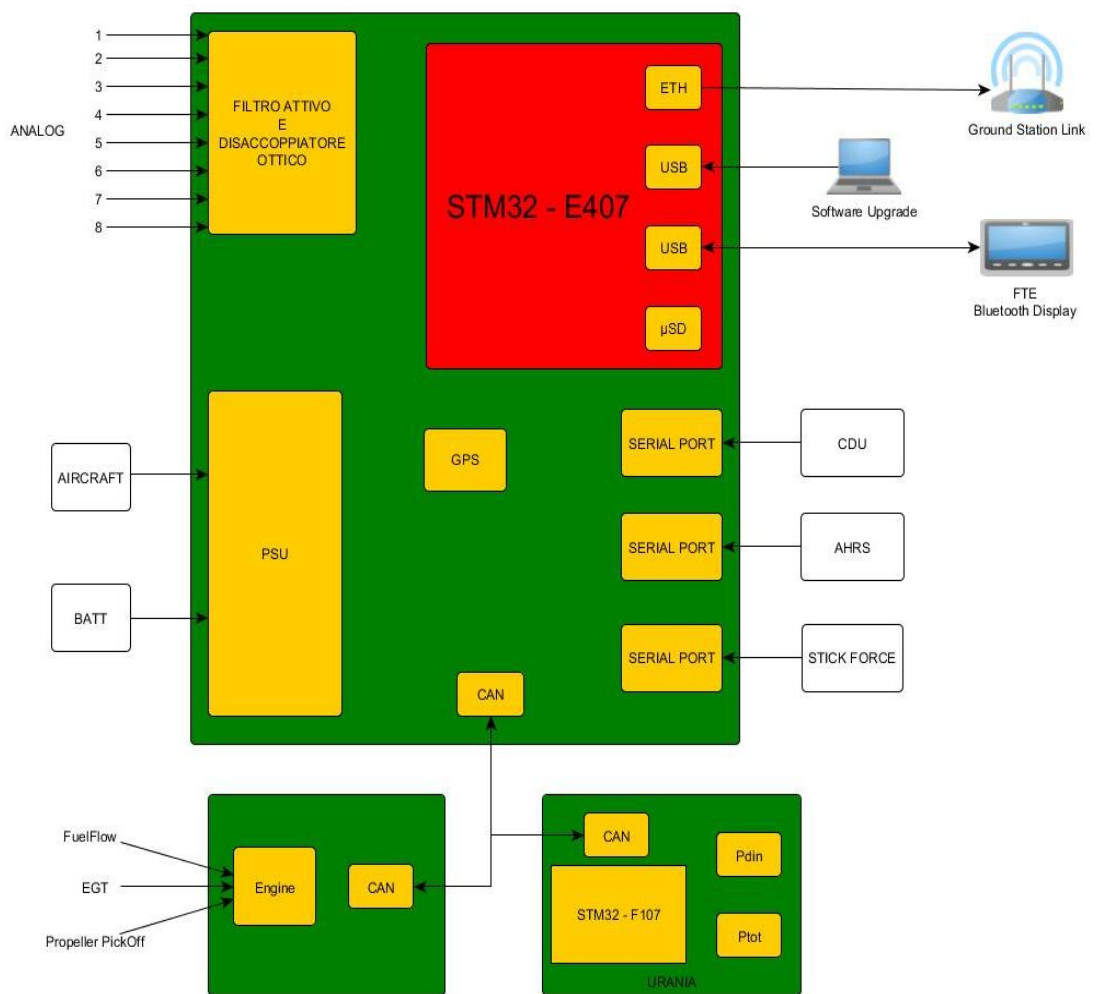 1
2
3
4
5
6
7
8
ANALOG
FILTRO ATTIVO
E
DISACCOPPIATORE
OTTICO
STM32 - E407
ETH
USB
USB
µSD
Ground Station Link
Software Upgrade
FTE
Bluetooth Display
AIRCRAFT
BATT
PSU
GPS
SERIAL PORT
CDU
SERIAL PORT
AHRS
SERIAL PORT
STICK FORCE
CAN
FuelFlow
EGT
Propeller PickOff
Engine
CAN
CAN
STM32 - F107
Pdin
Ptot
URANIA